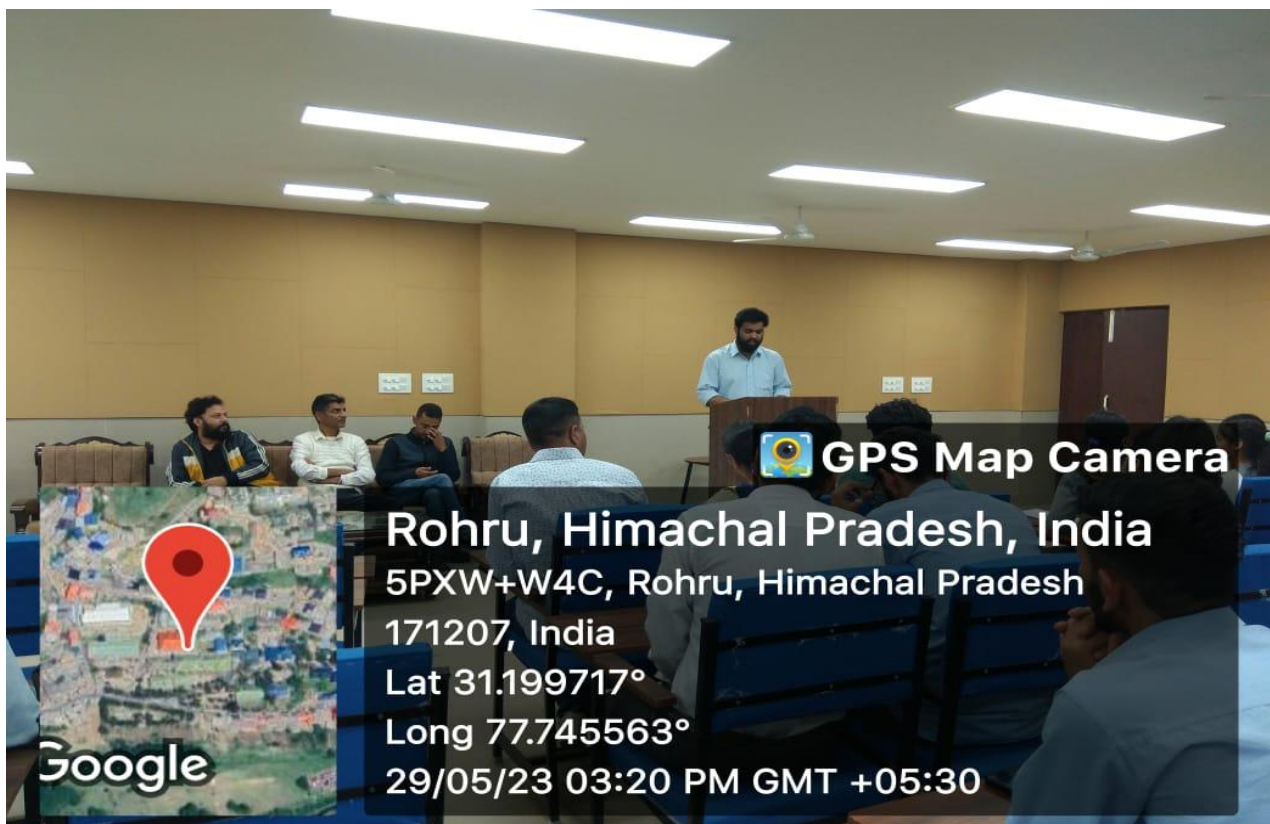 GPS Map Camera
Rohru, Himachal Pradesh, India
5PXW+W4C, Rohru, Himachal Pradesh
171207, India
Lat 31.199717°
Long 77.745563°
29/05/23 03:20 PM GMT +05:30
Google